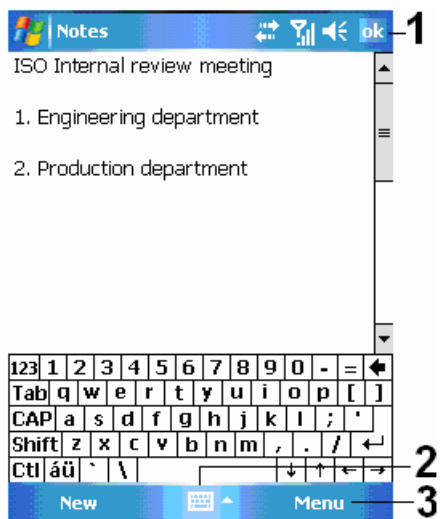 Notes ok 1
ISO Internal review meeting
1. Engineering department
2. Production department
123 1 2 3 4 5 6 7 8 9 0 - = 🡄
Tab q w e r t y u i o p [ ]
CAP a s d f g h j k l ; '
Shift z x c v b n m , . / ↵
Ctl áü ` \ ↓ ↑ ← →
2
New Menu 3